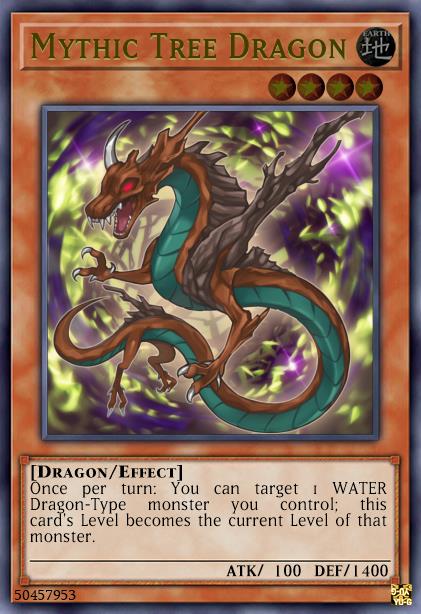 Mythic Tree Dragon
EARTH
地
[Dragon/Effect]
Once per turn: You can target 1 WATER
Dragon-Type monster you control; this
card's Level becomes the current Level of that
monster.
ATK/ 100 DEF/1400
50457953